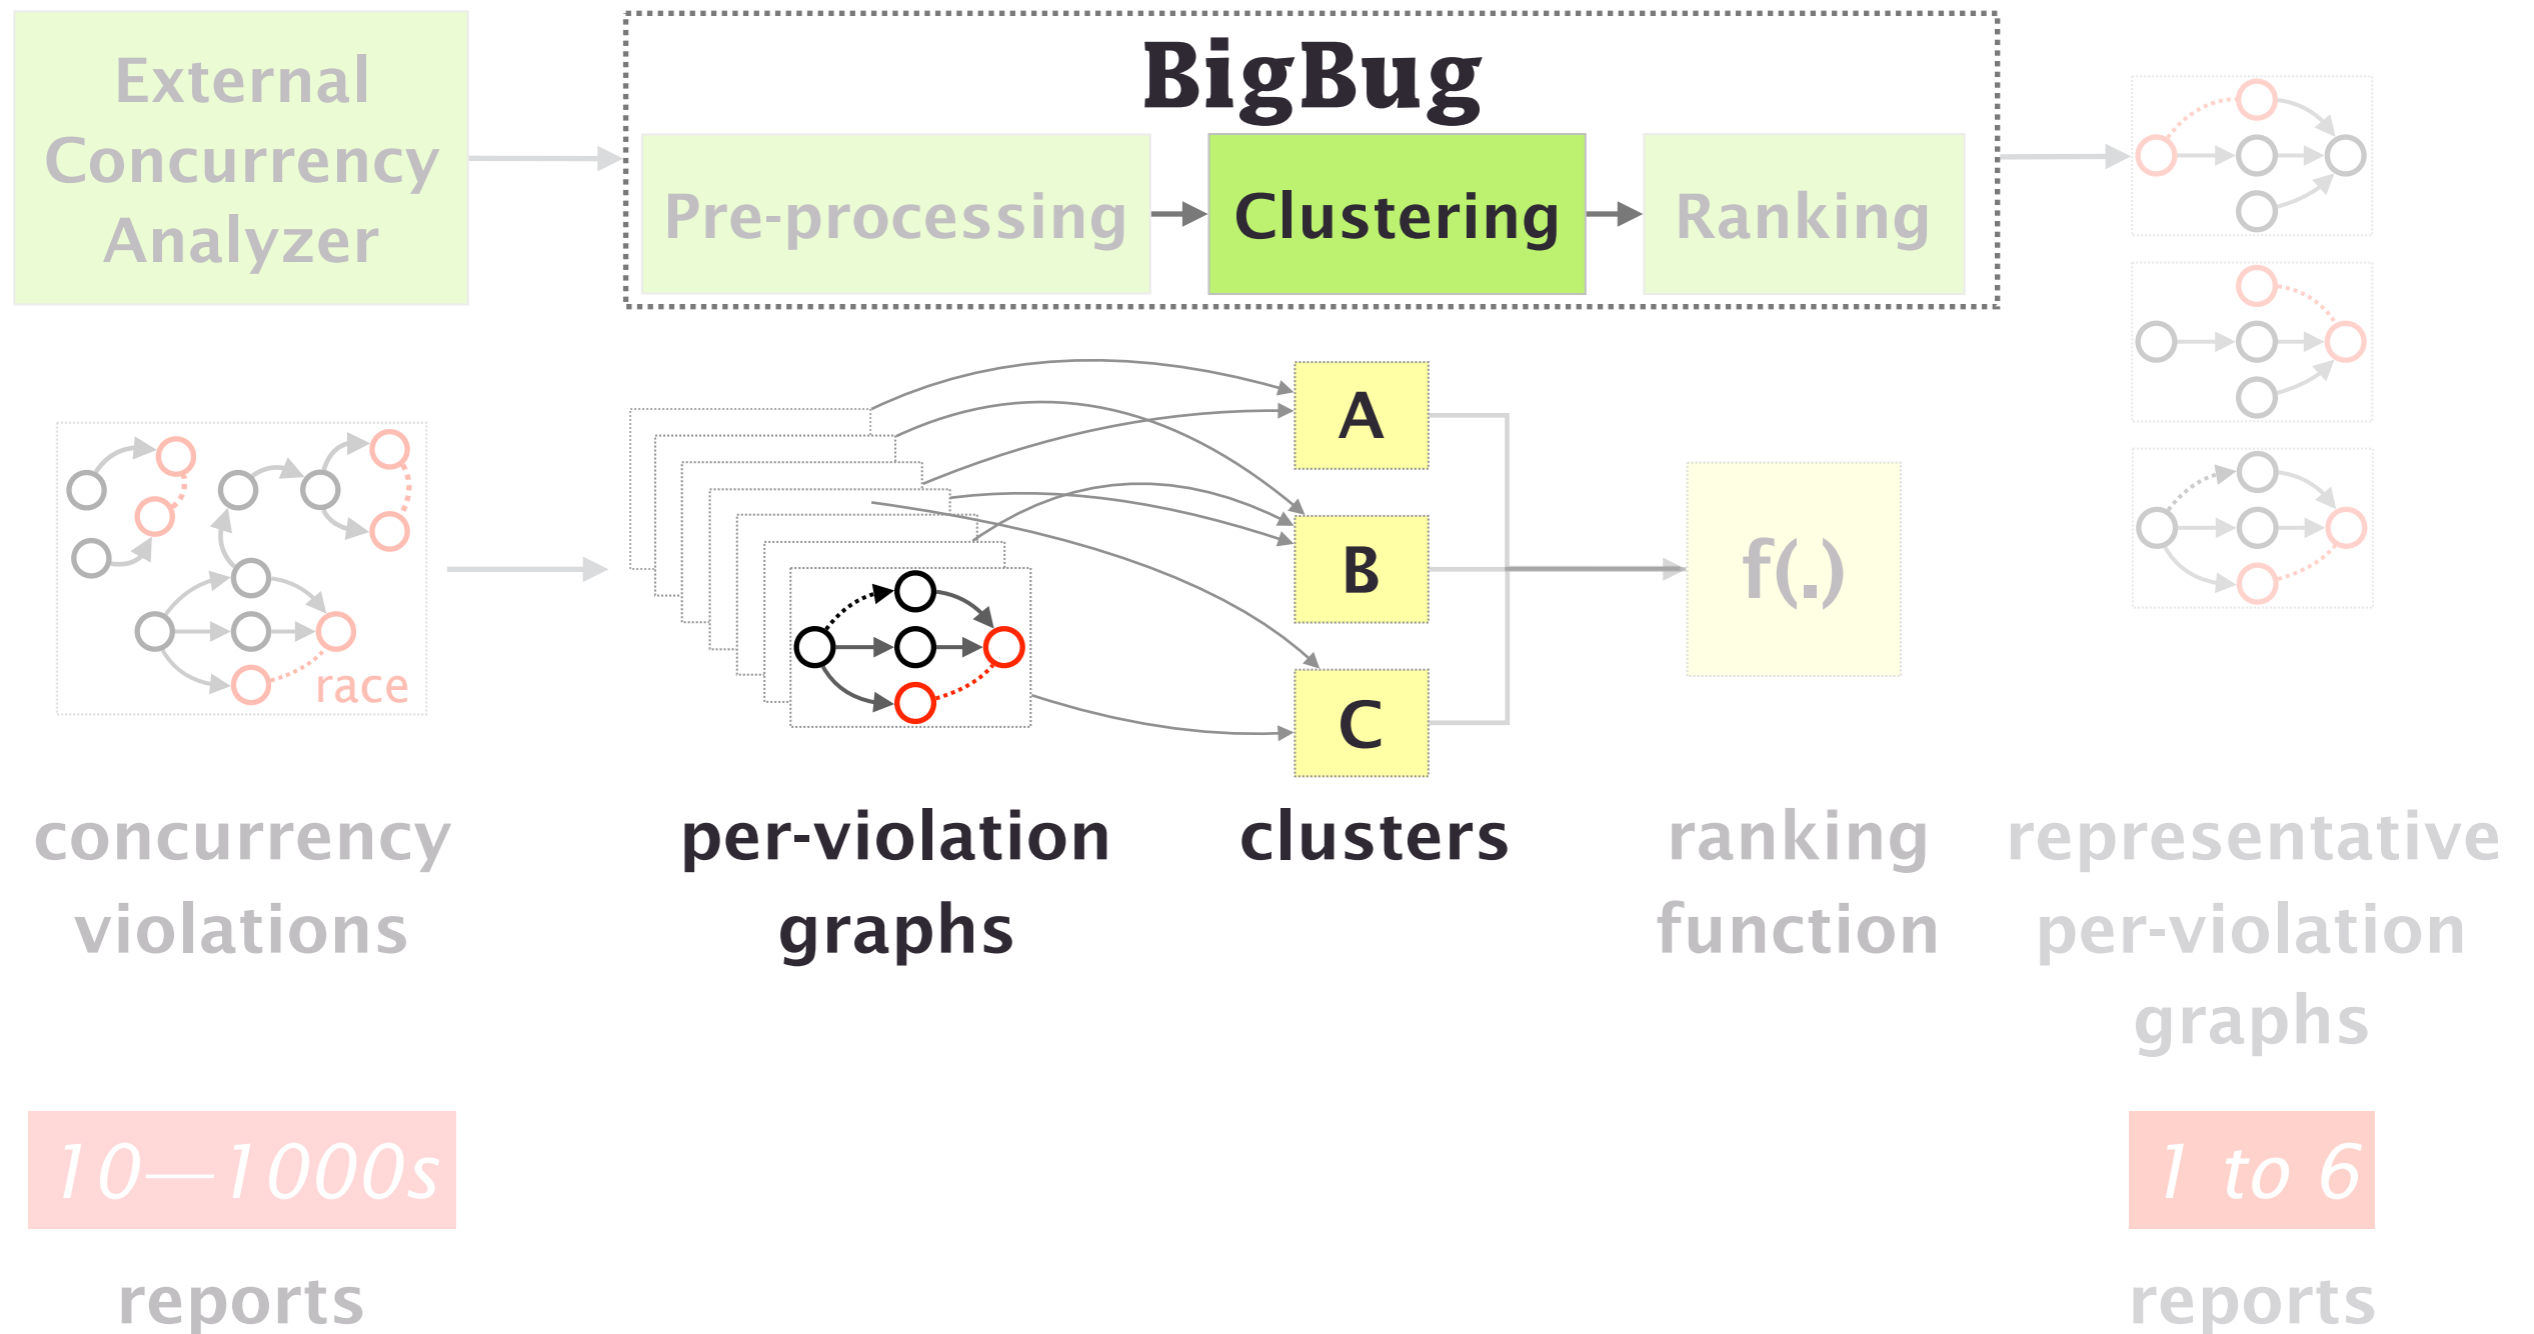 External
Concurrency
Analyzer
BigBug
Pre-processing
Clustering
Ranking
race
A
B
C
f(.)
concurrency
violations
per-violation
graphs
clusters
ranking
function
representative
per-violation
graphs
10—1000s
reports
1 to 6
reports